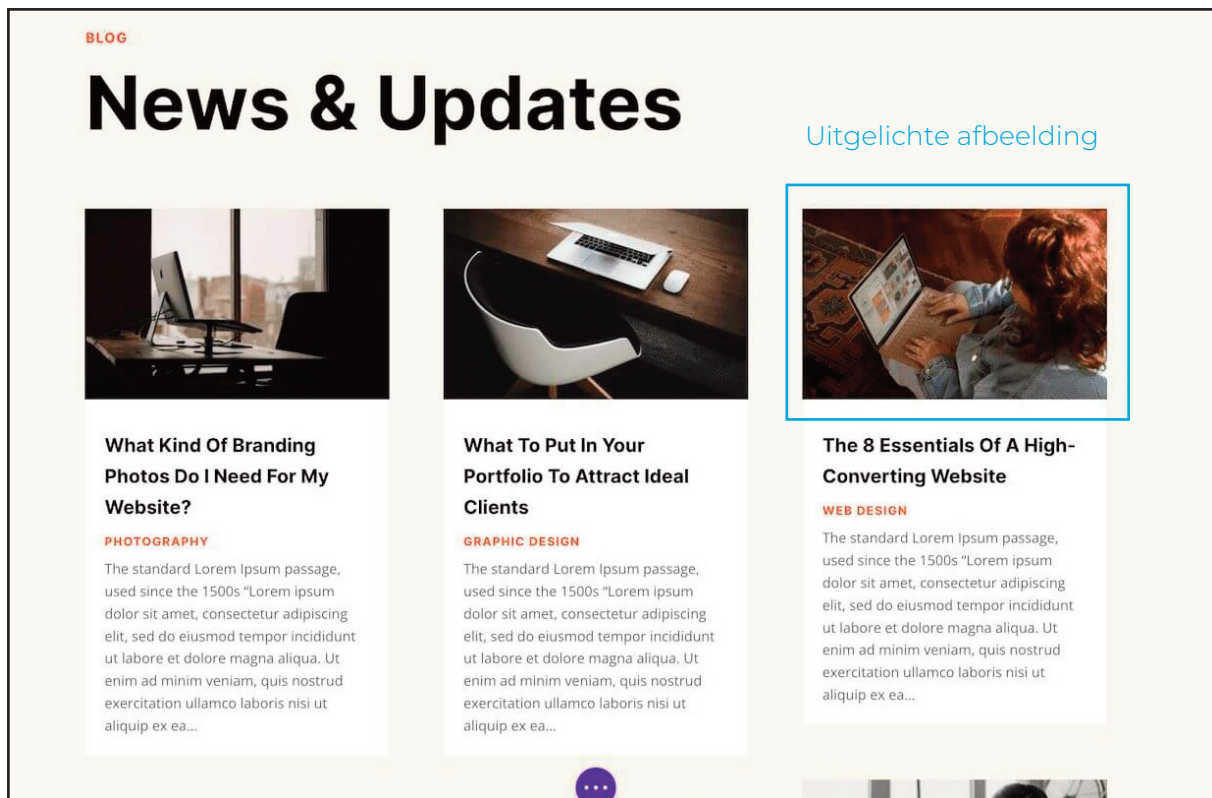 BLOG
News & Updates
Uitgelichte afbeelding
What Kind Of Branding
Photos Do I Need For My
Website?
PHOTOGRAPHY
The standard Lorem Ipsum passage,
used since the 1500s “Lorem ipsum
dolor sit amet, consectetur adipiscing
elit, sed do eiusmod tempor incididunt
ut labore et dolore magna aliqua. Ut
enim ad minim veniam, quis nostrud
exercitation ullamco laboris nisi ut
aliquip ex ea...
What To Put In Your
Portfolio To Attract Ideal
Clients
GRAPHIC DESIGN
The standard Lorem Ipsum passage,
used since the 1500s “Lorem ipsum
dolor sit amet, consectetur adipiscing
elit, sed do eiusmod tempor incididunt
ut labore et dolore magna aliqua. Ut
enim ad minim veniam, quis nostrud
exercitation ullamco laboris nisi ut
aliquip ex ea...
The 8 Essentials Of A High-
Converting Website
WEB DESIGN
The standard Lorem Ipsum passage,
used since the 1500s “Lorem ipsum
dolor sit amet, consectetur adipiscing
elit, sed do eiusmod tempor incididunt
ut labore et dolore magna aliqua. Ut
enim ad minim veniam, quis nostrud
exercitation ullamco laboris nisi ut
aliquip ex ea...